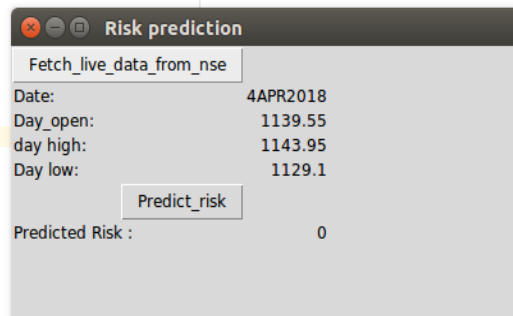 Risk prediction
Fetch_live_data_from_nse
Date: 4APR2018
Day_open: 1139.55
day high: 1143.95
Day low: 1129.1
Predict_risk
Predicted Risk : 0